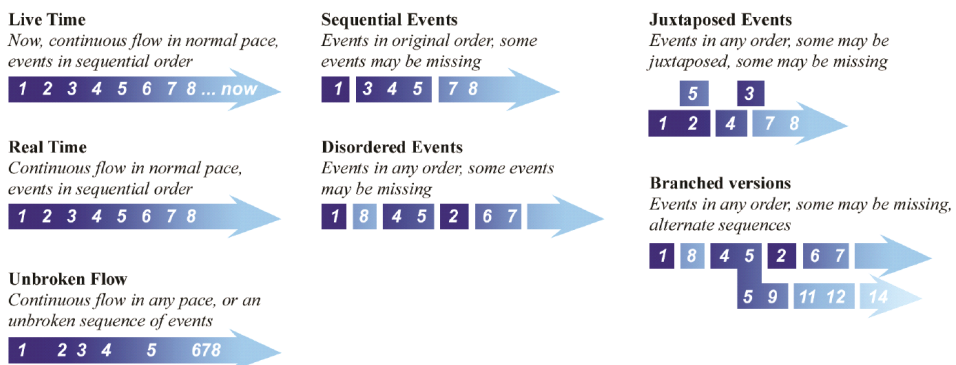 Live Time
Now, continuous flow in normal pace,
events in sequential order
1 2 3 4 5 6 7 8 ... now
Real Time
Continuous flow in normal pace,
events in sequential order
1 2 3 4 5 6 7 8
Unbroken Flow
Continuous flow in any pace, or an
unbroken sequence of events
1 2 3 4 5 678
Sequential Events
Events in original order, some
events may be missing
1 3 4 5 7 8
Disordered Events
Events in any order, some events
may be missing
1 8 4 5 2 6 7
Juxtaposed Events
Events in any order, some may be
juxtaposed, some may be missing
5 3
1 2 4 7 8
Branched versions
Events in any order, some may be missing,
alternate sequences
1 8 4 5 2 6 7
5 9 11 12 14